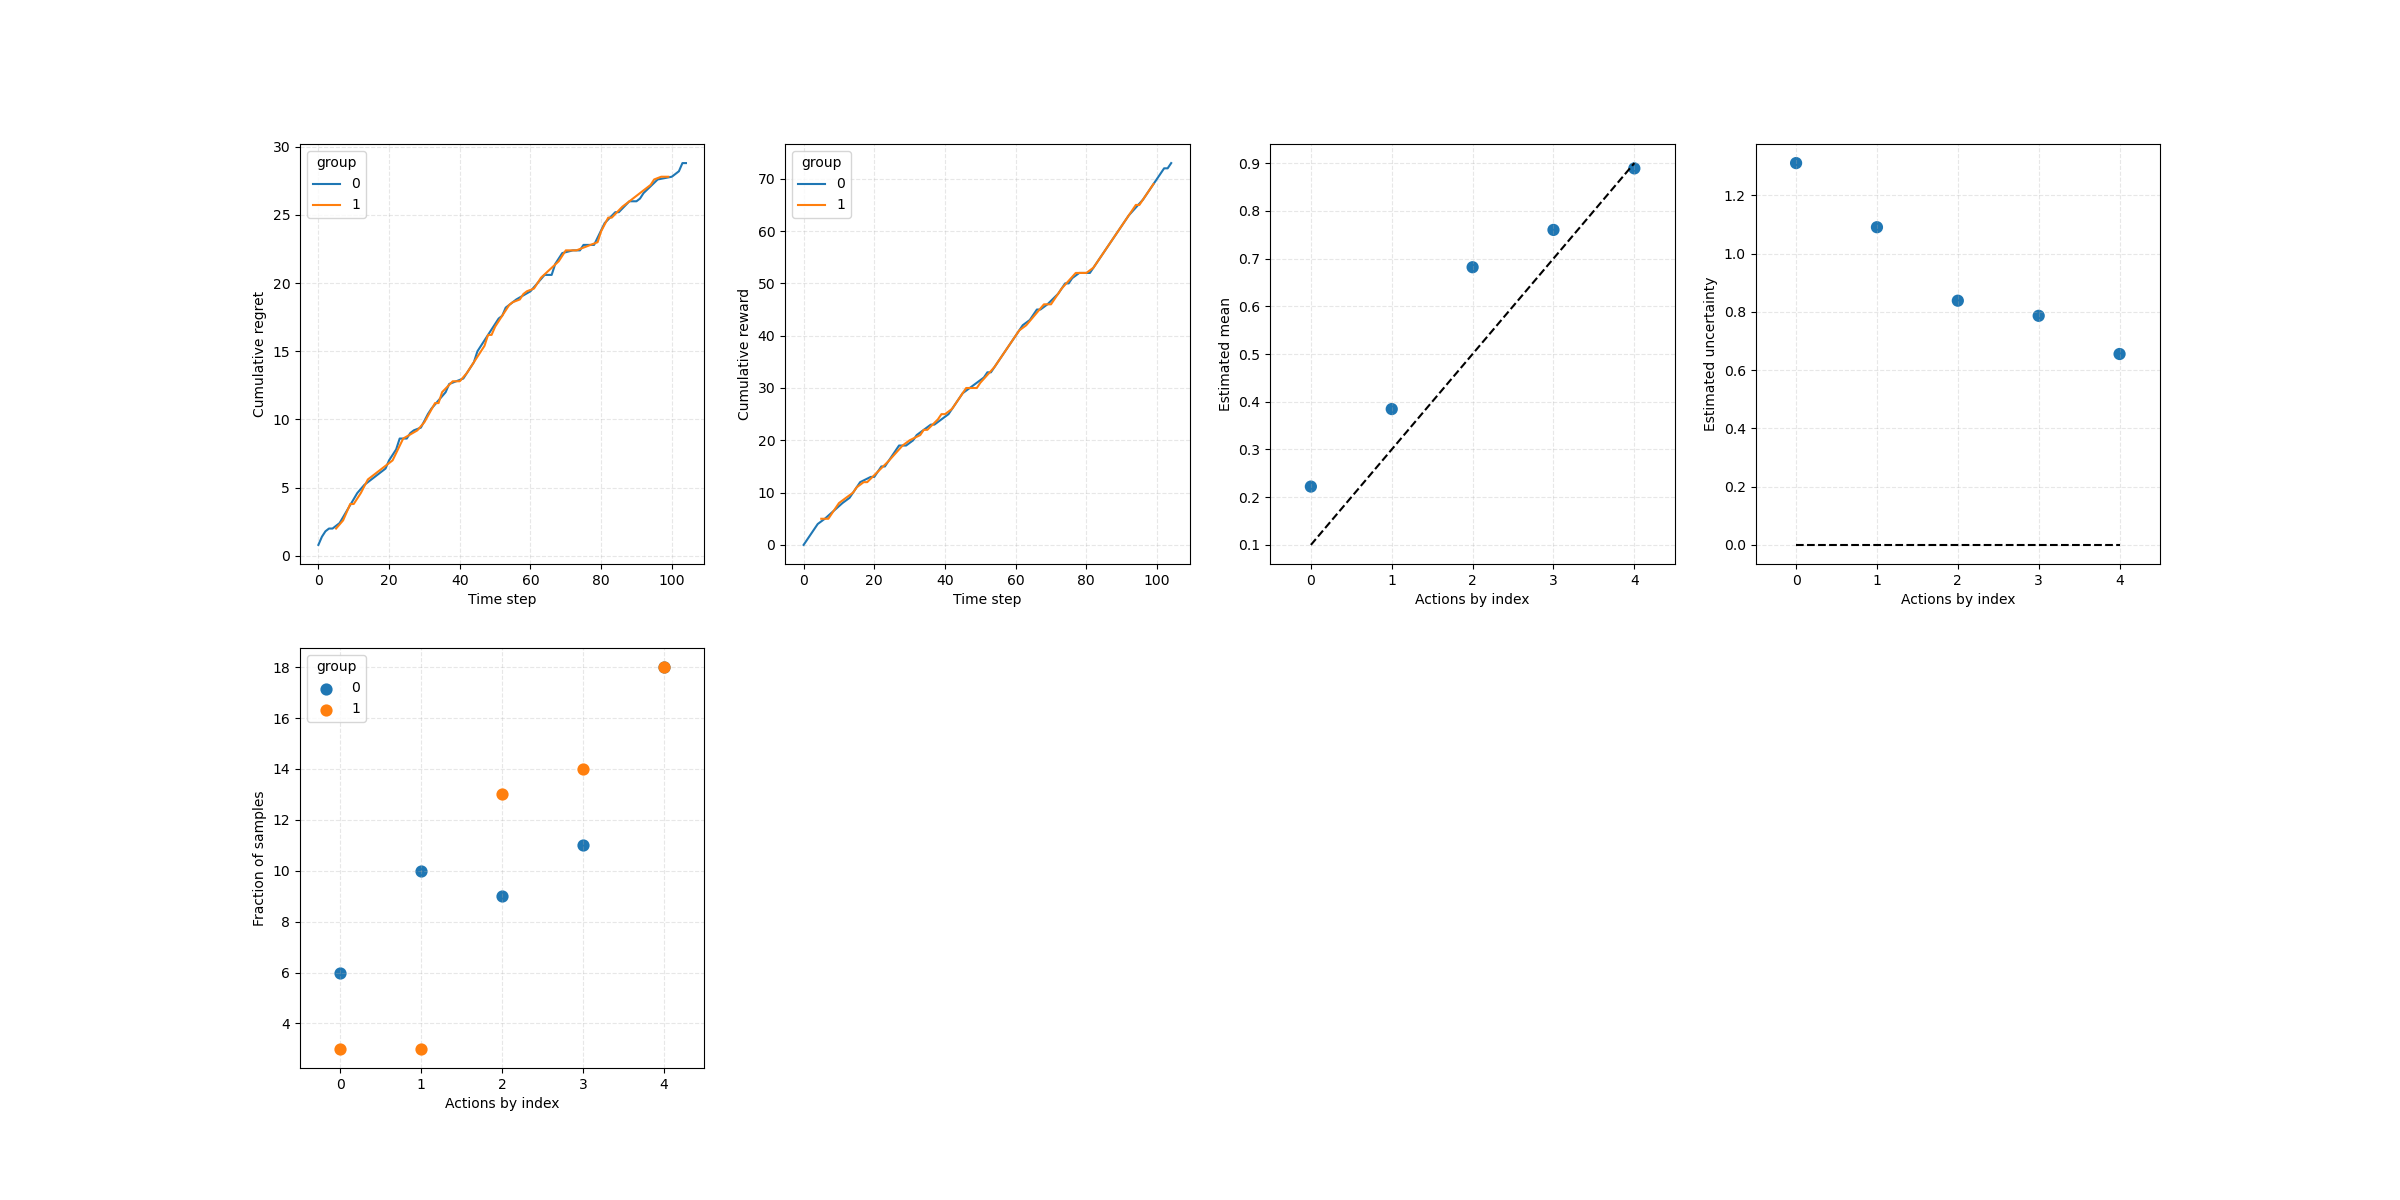 30
25
20
15
10
5
0
Cumulative regret
group
0
1
0 20 40 60 80 100
Time step
70
60
50
40
30
20
10
0
Cumulative reward
group
0
1
0 20 40 60 80 100
Time step
0.9
0.8
0.7
0.6
0.5
0.4
0.3
0.2
0.1
Estimated mean
0 1 2 3 4
Actions by index
1.2
1.0
0.8
0.6
0.4
0.2
0.0
Estimated uncertainty
0 1 2 3 4
Actions by index
18
16
14
12
10
8
6
4
Fraction of samples
group
0
1
0 1 2 3 4
Actions by index